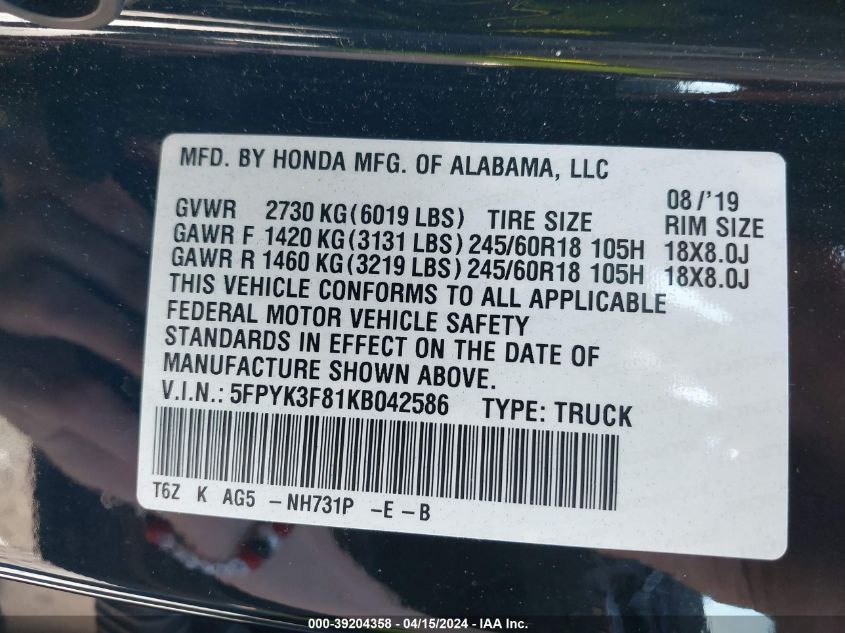 MFD. BY HONDA MFG. OF ALABAMA, LLC
08/'19
GVWR 2730 KG(6019 LBS) TIRE SIZE RIM SIZE
GAWR F 1420 KG(3131 LBS) 245/60R18 105H 18X8.0J
GAWR R 1460 KG(3219 LBS) 245/60R18 105H 18X8.0J
THIS VEHICLE CONFORMS TO ALL APPLICABLE
FEDERAL MOTOR VEHICLE SAFETY
STANDARDS IN EFFECT ON THE DATE OF
MANUFACTURE SHOWN ABOVE.
V.I.N.: 5FPYK3F81KB042586 TYPE: TRUCK
T6Z K AG5 -NH731P -E-B
000-39204358 - 04/15/2024 - IAA Inc.